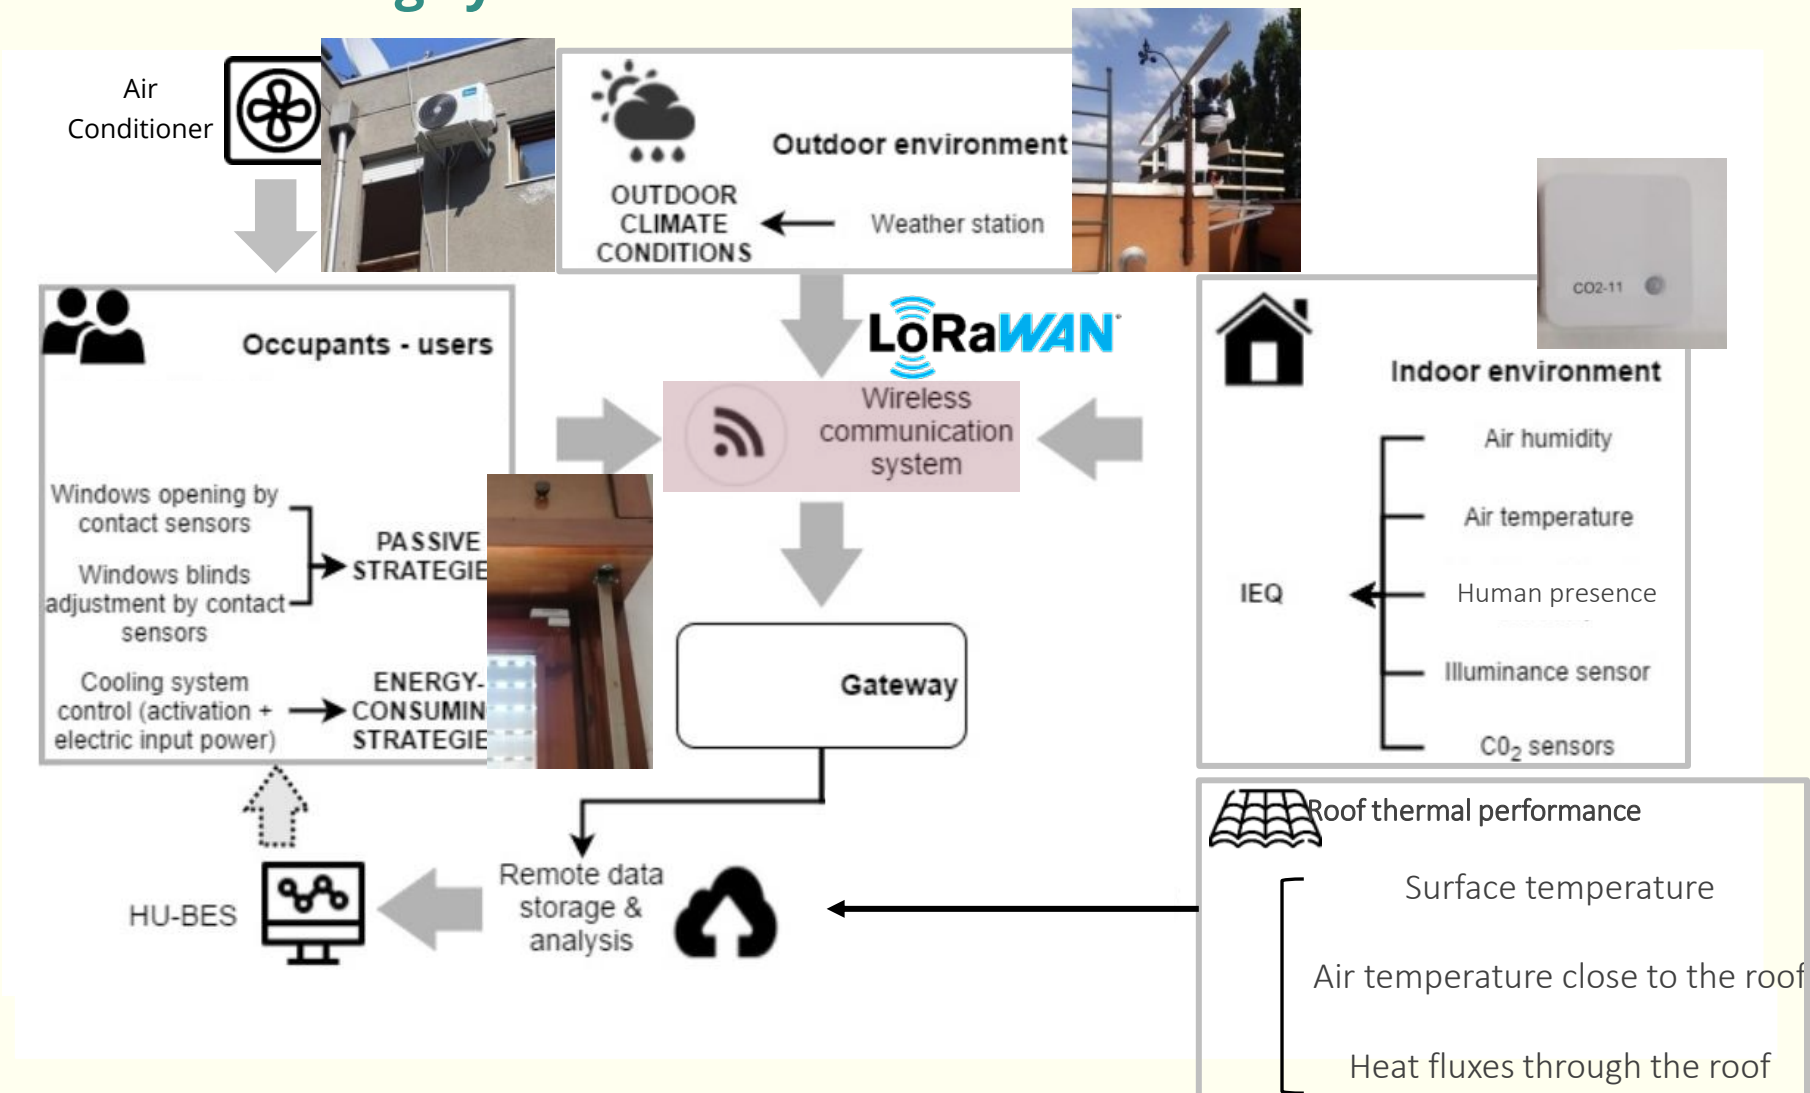 Air
Conditioner
Outdoor environment
OUTDOOR
CLIMATE
CONDITIONS
Weather station
LoRaWAN
CO2-11
Occupants - users
Wireless
communication
system
Indoor environment
Windows opening by
contact sensors
Windows blinds
adjustment by contact
sensors
PASSIVE
STRATEGIE
Cooling system
control (activation +
electric input power)
ENERGY-
CONSUMIN
STRATEGIE
Gateway
IEQ
Air humidity
Air temperature
Human presence
Illuminance sensor
C0₂ sensors
HU-BES
Remote data
storage &
analysis
Roof thermal performance
Surface temperature
Air temperature close to the roof
Heat fluxes through the roof